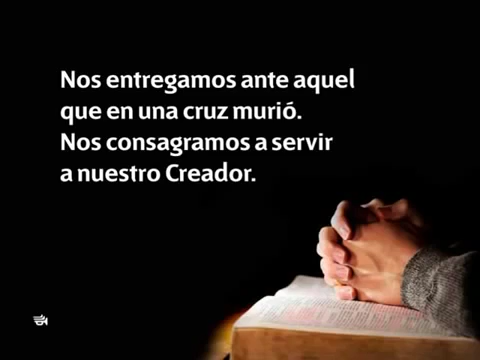 Nos entregamos ante aquel
que en una cruz murió.
Nos consagramos a servir
a nuestro Creador.